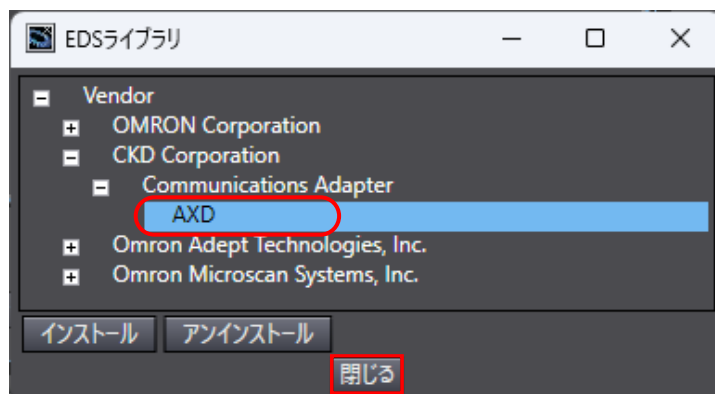 EDSライブラリ
Vendor
OMRON Corporation
CKD Corporation
Communications Adapter
AXD
Omron Adept Technologies, Inc.
Omron Microscan Systems, Inc.
インストール アンインストール
閉じる